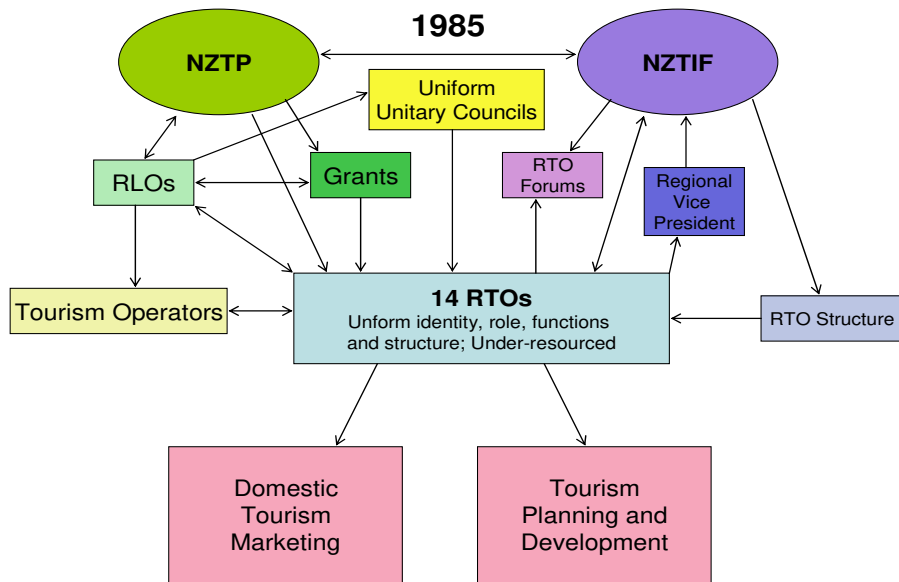 1985
NZTP
NZTIF
Uniform
Unitary Councils
RLOs
Grants
RTO
Forums
Regional
Vice
President
Tourism Operators
14 RTOs
Unform identity, role, functions
and structure; Under-resourced
RTO Structure
Domestic
Tourism
Marketing
Tourism
Planning and
Development